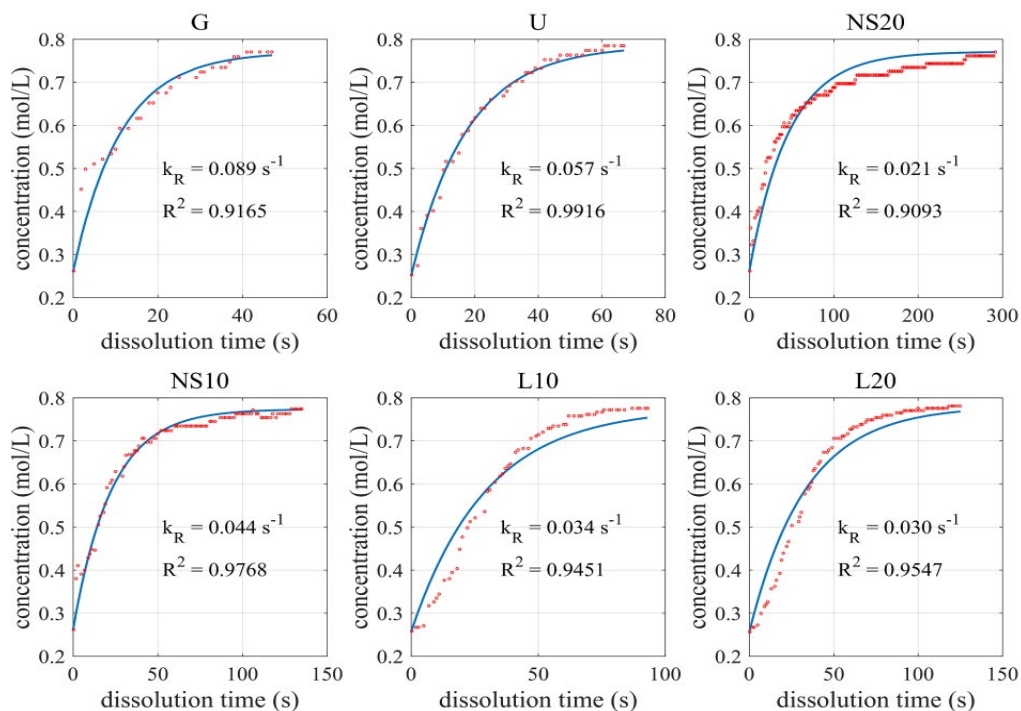 G
U
NS20
concentration (mol/L)
0.8
0.7
0.6
0.5
0.4
0.3
0.2
k_R = 0.089 s^-1
R^2 = 0.9165
0
20
40
60
dissolution time (s)
concentration (mol/L)
0.8
0.7
0.6
0.5
0.4
0.3
0.2
k_R = 0.057 s^-1
R^2 = 0.9916
0
20
40
60
80
dissolution time (s)
concentration (mol/L)
0.8
0.7
0.6
0.5
0.4
0.3
0.2
k_R = 0.021 s^-1
R^2 = 0.9093
0
100
200
300
dissolution time (s)
NS10
L10
L20
concentration (mol/L)
0.8
0.7
0.6
0.5
0.4
0.3
0.2
k_R = 0.044 s^-1
R^2 = 0.9768
0
50
100
150
dissolution time (s)
concentration (mol/L)
0.8
0.7
0.6
0.5
0.4
0.3
0.2
k_R = 0.034 s^-1
R^2 = 0.9451
0
50
100
dissolution time (s)
concentration (mol/L)
0.8
0.7
0.6
0.5
0.4
0.3
0.2
k_R = 0.030 s^-1
R^2 = 0.9547
0
50
100
150
dissolution time (s)